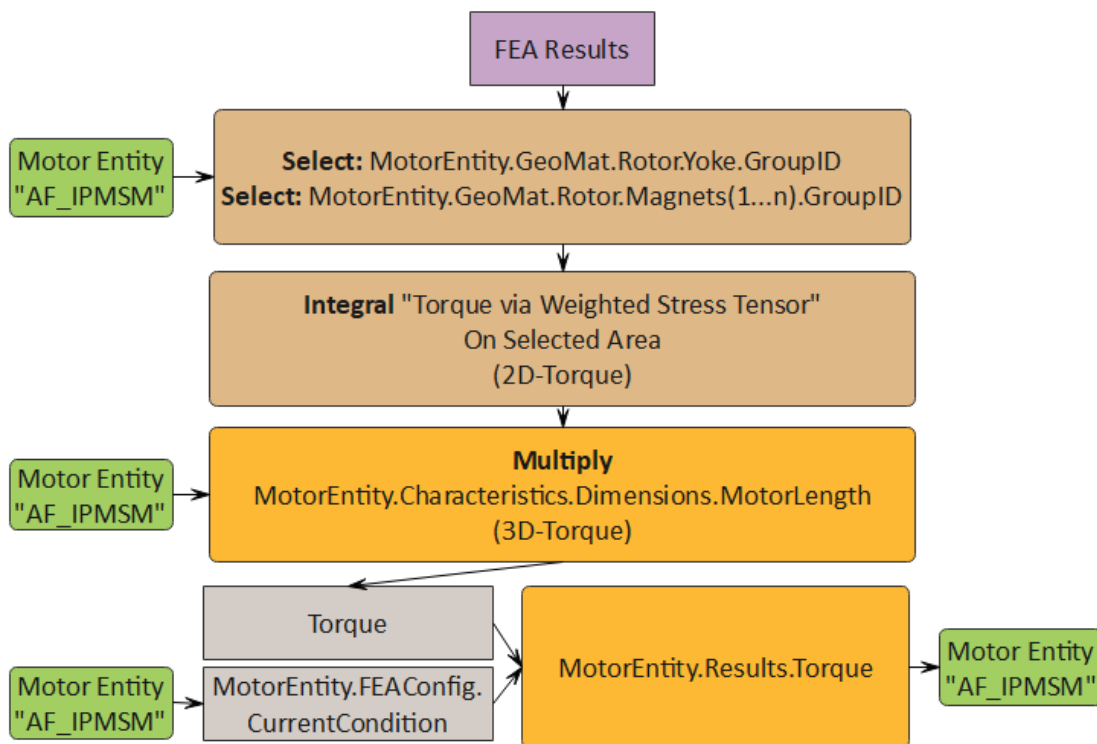 FEA Results
Motor Entity
"AF_IPMSM"
Select: MotorEntity.GeoMat.Rotor.Yoke.GroupID
Select: MotorEntity.GeoMat.Rotor.Magnets(1...n).GroupID
Integral "Torque via Weighted Stress Tensor"
On Selected Area
(2D-Torque)
Motor Entity
"AF_IPMSM"
Multiply
MotorEntity.Characteristics.Dimensions.MotorLength
(3D-Torque)
Torque
Motor Entity
"AF_IPMSM"
MotorEntity.FEAConfig.
CurrentCondition
MotorEntity.Results.Torque
Motor Entity
"AF_IPMSM"